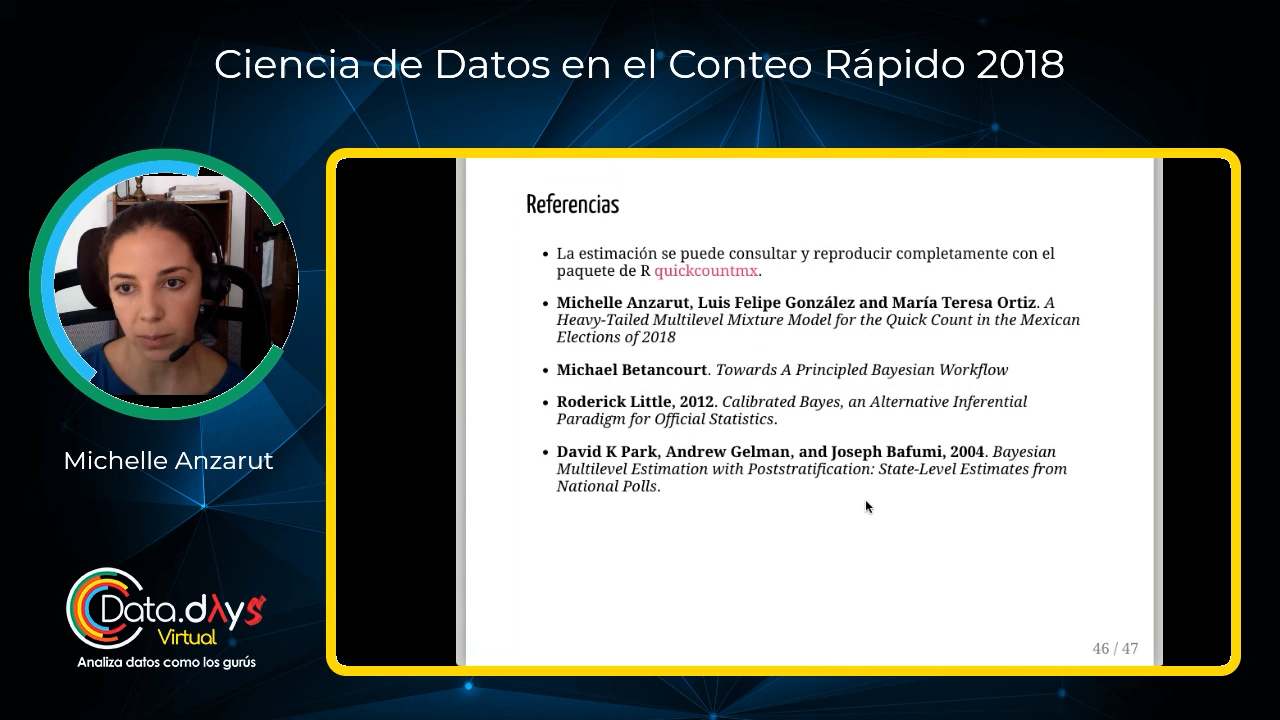 Ciencia de Datos en el Conteo Rápido 2018
Michelle Anzarut
Data.dAys
Virtual
Analiza datos como los gurús
Referencias
• La estimación se puede consultar y reproducir completamente con el
paquete de R quickcountmx.
• Michelle Anzarut, Luis Felipe González and María Teresa Ortiz. A
Heavy-Tailed Multilevel Mixture Model for the Quick Count in the Mexican
Elections of 2018
• Michael Betancourt. Towards A Principled Bayesian Workflow
• Roderick Little, 2012. Calibrated Bayes, an Alternative Inferential
Paradigm for Official Statistics.
• David K Park, Andrew Gelman, and Joseph Bafumi, 2004. Bayesian
Multilevel Estimation with Poststratification: State-Level Estimates from
National Polls.
46 / 47